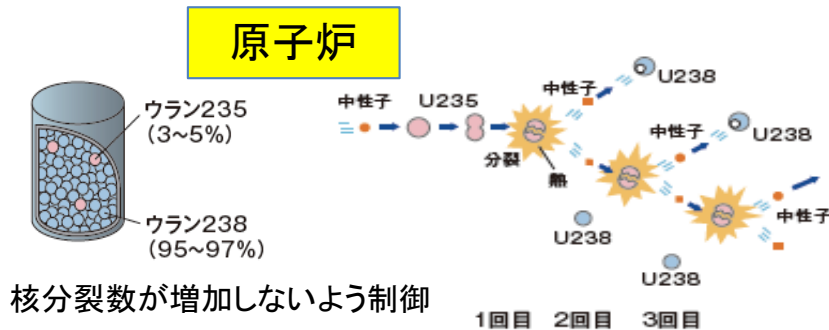 原子炉
ウラン235
(3~5%)
ウラン238
(95~97%)
中性子
U235
分裂
熱
中性子
U238
中性子
U238
中性子
U238
U238
核分裂数が増加しないよう制御
1回目 2回目 3回目